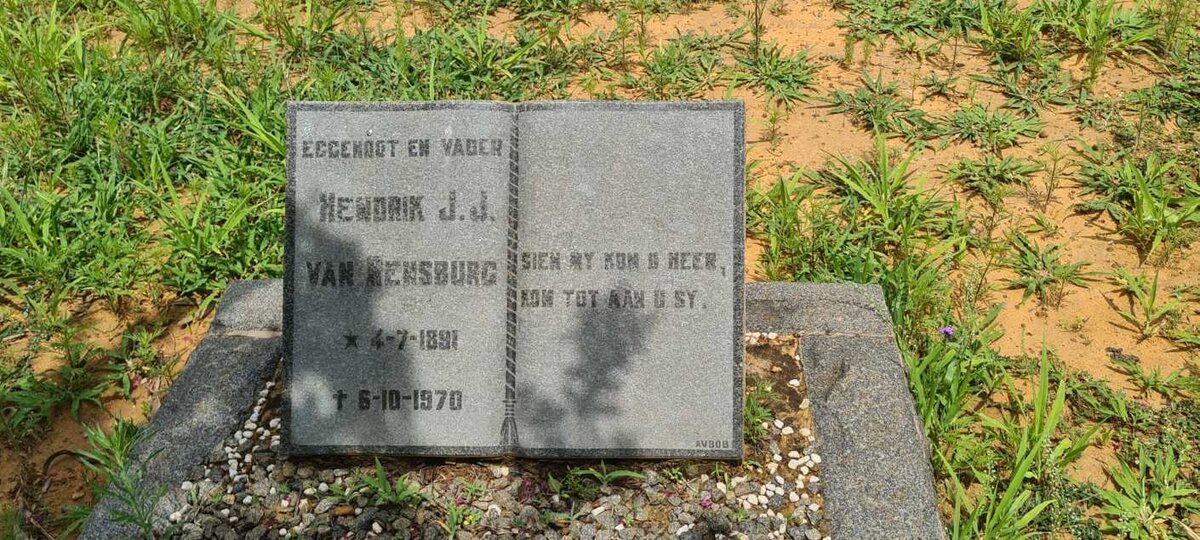 EGGENOOT EN VADER
HENDRIK J.J.
VAN RENSBURG
★ 4-7-1891
† 6-10-1970
SIEN MY KOM U HEER,
KOM TOT AAN U SY.
AVBOB